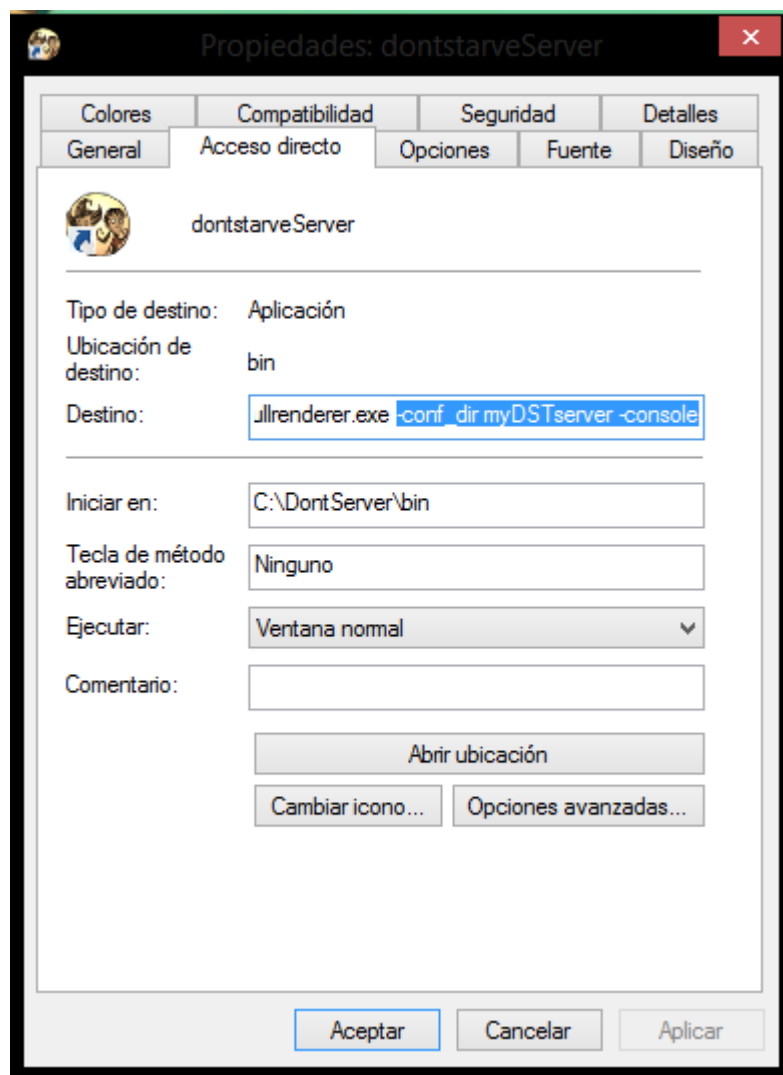 Propiedades: dontstarveServer
Colores Compatibilidad Seguridad Detalles
General Acceso directo Opciones Fuente Diseño
dontstarveServer
Tipo de destino: Aplicación
Ubicación de destino: bin
Destino: ullrenderer.exe -conf_dir myDSTserver -console
Iniciar en: C:\DontServer\bin
Tecla de método abreviado: Ninguno
Ejecutar: Ventana normal
Comentario:
Abrir ubicación
Cambiar icono... Opciones avanzadas...
Aceptar Cancelar Aplicar